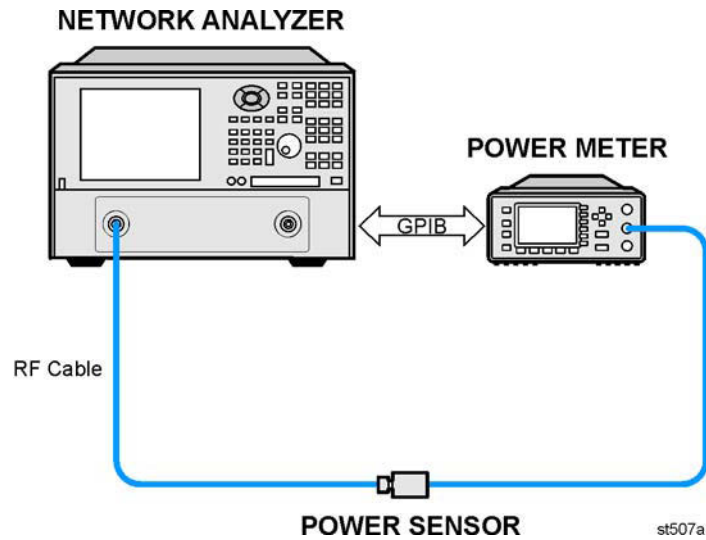 NETWORK ANALYZER
POWER METER
GPIB
RF Cable
POWER SENSOR
st507a